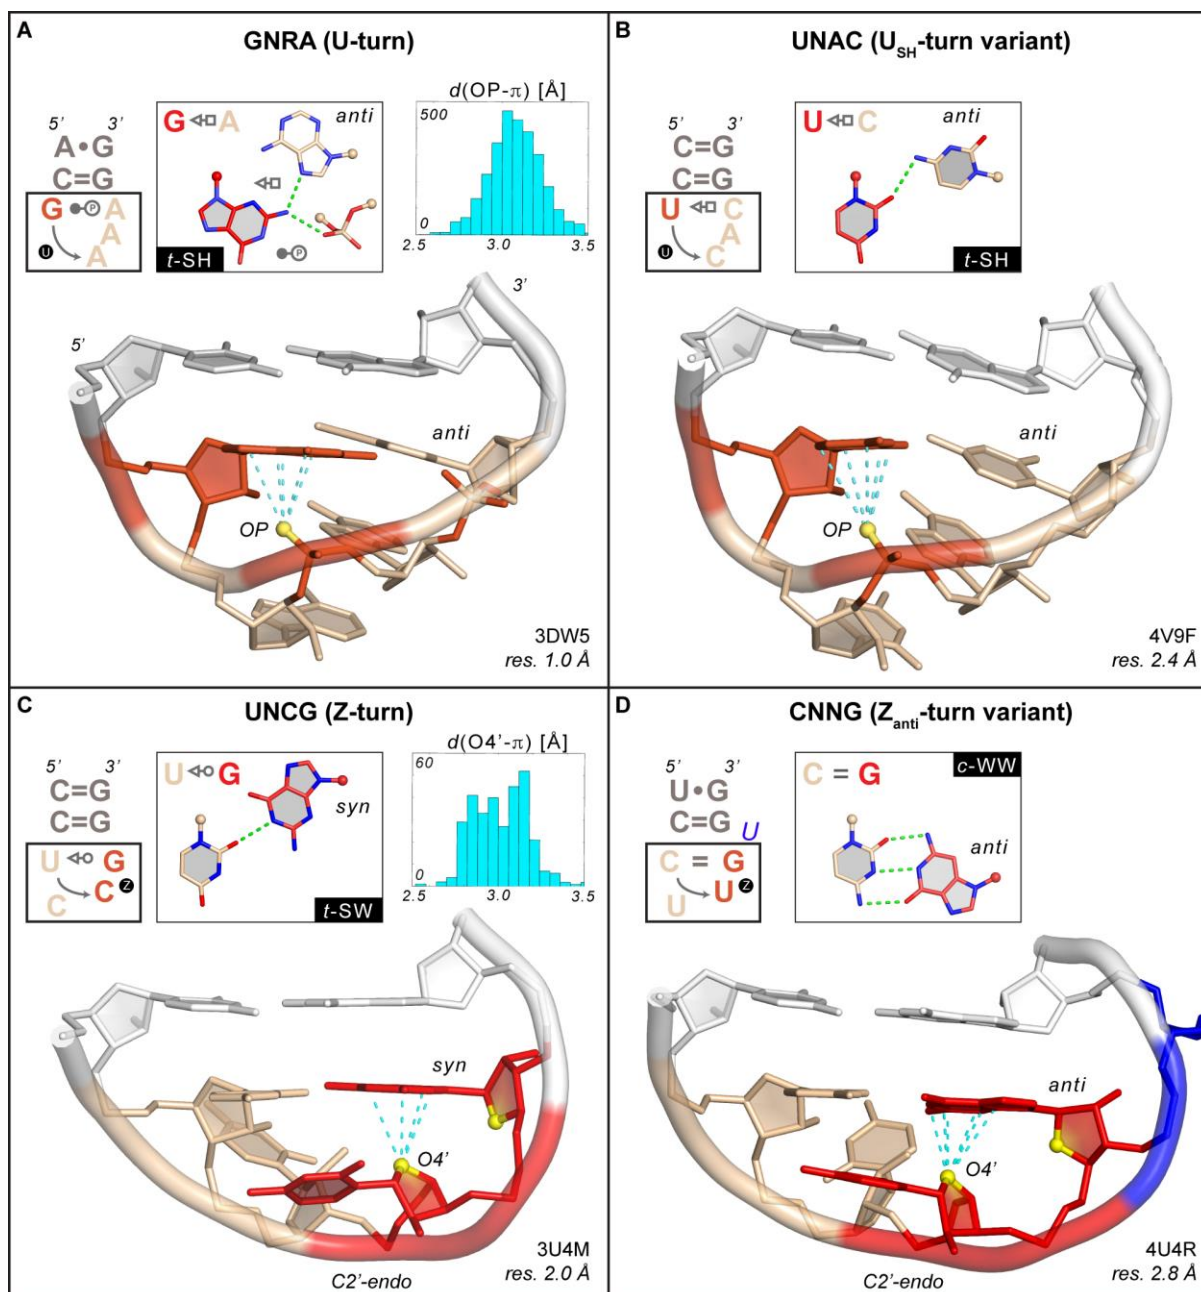 A
GNRA (U-turn)
5' 3'
A•G
C=G
G P A
A
U A
G A
anti
P
t-SH
d(OP-π) [Å]
500
0
2.5 3.0 3.5
5'
3'
anti
OP
3DW5
res. 1.0 Å
B
UNAC (USH-turn variant)
5' 3'
C=G
C=G
U C
A
U C
U C
anti
t-SH
anti
OP
4V9F
res. 2.4 Å
C
UNCG (Z-turn)
5' 3'
C=G
C=G
U G
C C Z
U G
syn
t-SW
d(O4'-π) [Å]
60
0
2.5 3.0 3.5
syn
O4'
C2'-endo
3U4M
res. 2.0 Å
D
CNNG (Zanti-turn variant)
5' 3'
U•G
C=G
U
C = G
U U Z
C = G
c-WW
anti
anti
O4'
C2'-endo
4U4R
res. 2.8 Å